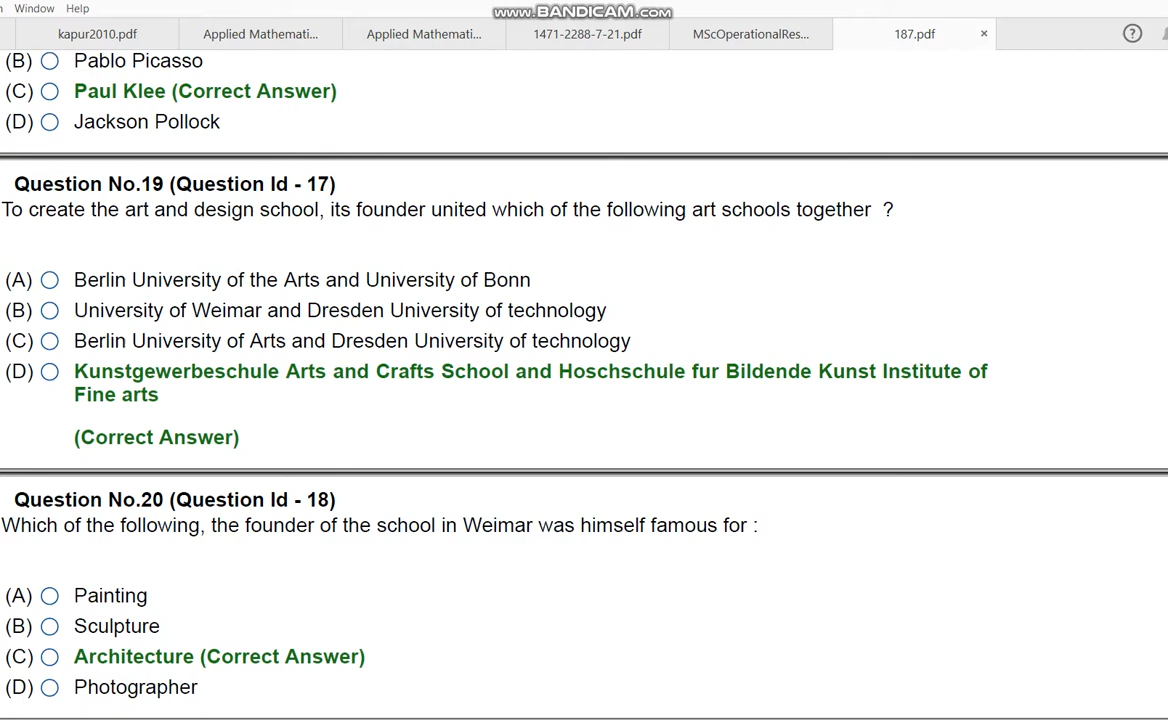 Window Help
www.BANDICAM.com
kapur2010.pdf Applied Mathemati... Applied Mathemati... 1471-2288-7-21.pdf MScOperationalRes... 187.pdf × ?
(B) Pablo Picasso
(C) Paul Klee (Correct Answer)
(D) Jackson Pollock
Question No.19 (Question Id - 17)
To create the art and design school, its founder united which of the following art schools together ?
(A) Berlin University of the Arts and University of Bonn
(B) University of Weimar and Dresden University of technology
(C) Berlin University of Arts and Dresden University of technology
(D) Kunstgewerbeschule Arts and Crafts School and Hoschschule fur Bildende Kunst Institute of
Fine arts
(Correct Answer)
Question No.20 (Question Id - 18)
Which of the following, the founder of the school in Weimar was himself famous for :
(A) Painting
(B) Sculpture
(C) Architecture (Correct Answer)
(D) Photographer